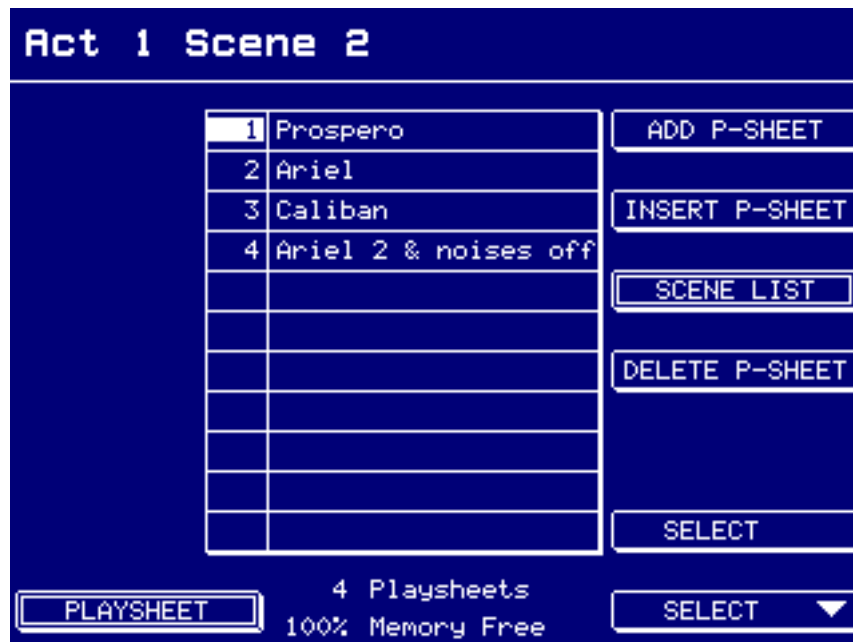 Act 1 Scene 2
1 Prospero
2 Ariel
3 Caliban
4 Ariel 2 & noises off
ADD P-SHEET
INSERT P-SHEET
SCENE LIST
DELETE P-SHEET
SELECT
PLAYSHEET
4 Playsheets
100% Memory Free
SELECT